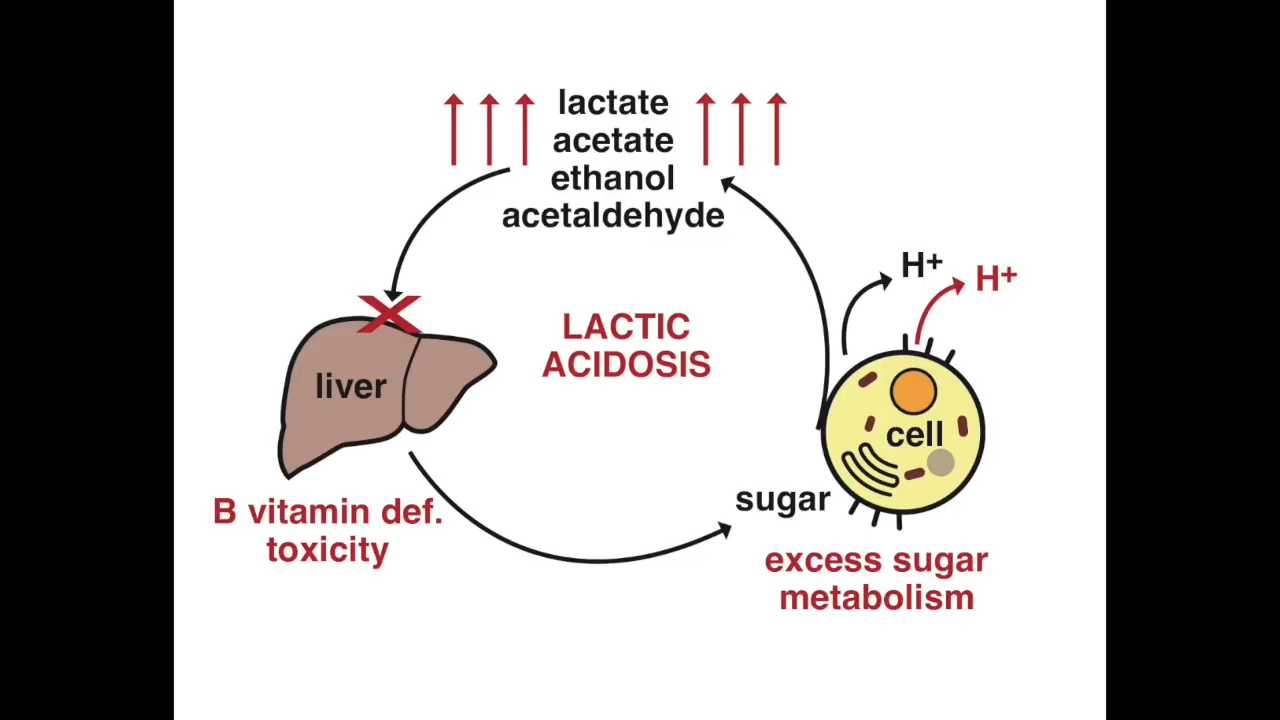 lactate
acetate
ethanol
acetaldehyde
H+
H+
LACTIC
ACIDOSIS
liver
cell
sugar
B vitamin def.
toxicity
excess sugar
metabolism